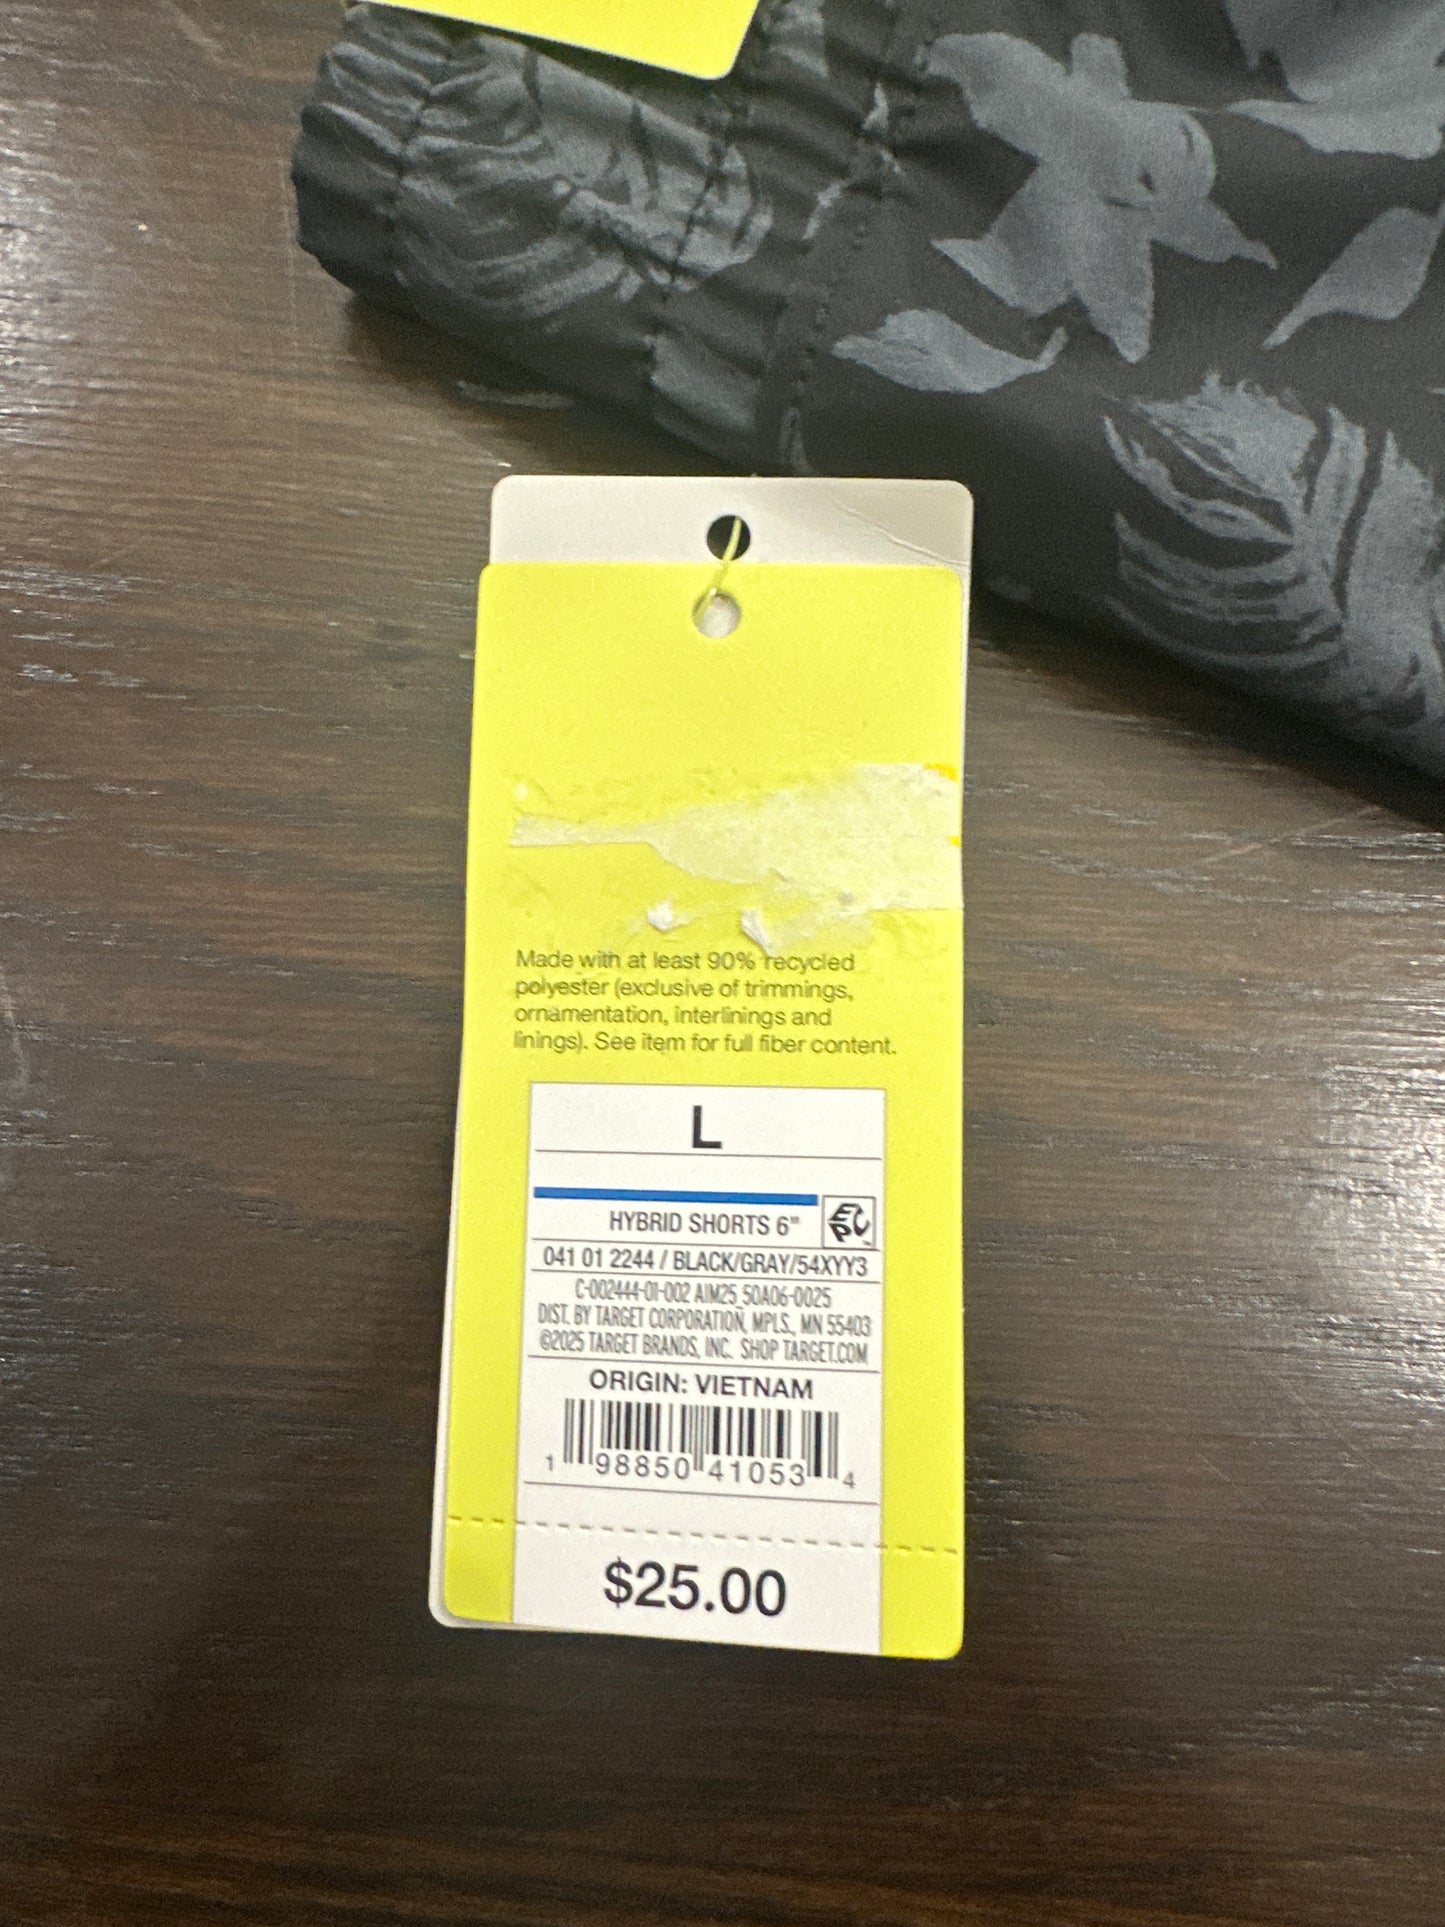 Made with at least 90% recycled
polyester (exclusive of trimmings,
ornamentation, interlinings and
linings). See item for full fiber content.
L
HYBRID SHORTS 6" EPC
041 01 2244 / BLACK/GRAY/54XYY3
C-002444-01-002 AIM25 50A06-0025
DIST. BY TARGET CORPORATION, MPLS., MN 55403
©2025 TARGET BRANDS, INC. SHOP TARGET.COM
ORIGIN: VIETNAM
1 98850 41053 4
$25.00